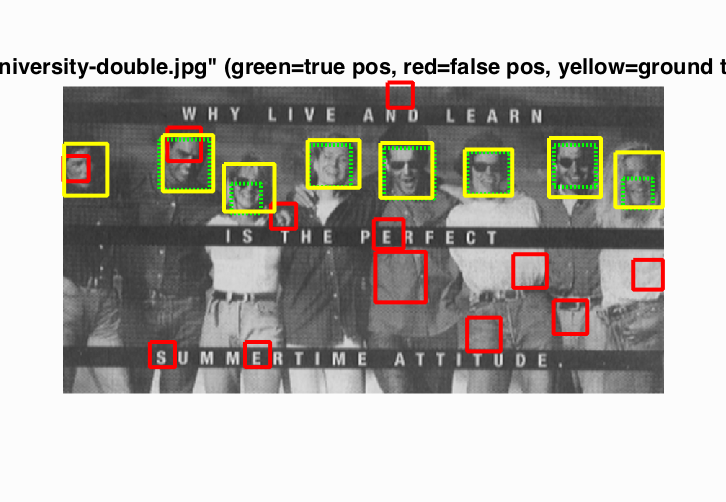 niversity-double.jpg" (green=true pos, red=false pos, yellow=ground t
WHY LIVE AND LEARN
IS THE PERFECT
SUMMERTIME ATTITUDE.